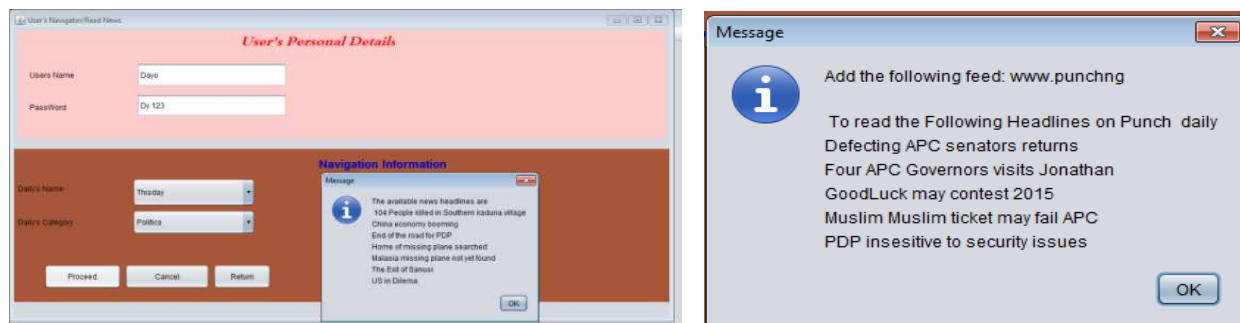 User's Navigates/Read News
User's Personal Details
Users Name
Dayo
PassWord
Dy 123
Navigation Information
Daily's Name
Thisday
Daily's Category
Politics
Proceed
Cancel
Return
Message
The available news headlines are
104 People killed in Southern kaduna village
China economy booming
End of the road for PDP
Home of missing plane searched
Malasia missing plane not yet found
The Exit of Sanusi
US in Dilema
OK
Message
Add the following feed: www.punchng
To read the Following Headlines on Punch daily
Defecting APC senators returns
Four APC Governors visits Jonathan
GoodLuck may contest 2015
Muslim Muslim ticket may fail APC
PDP insesitive to security issues
OK